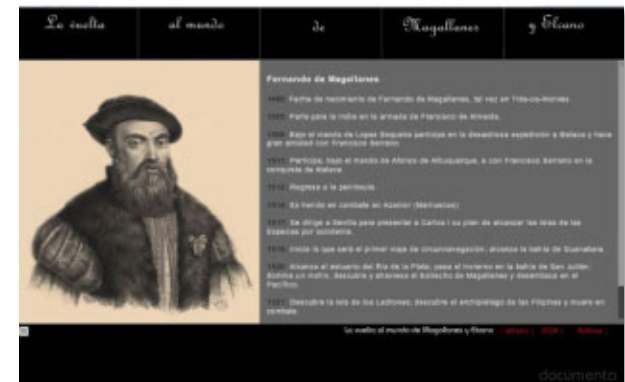 La vuelta al mundo de Magallanes y Elcano
Fernando de Magallanes
1480: Fecha de nacimiento de Fernando de Magallanes, tal vez en Trás-os-Montes
1505: Parte para la India en la armada de Francisco de Almeida.
1509: Bajo el mando de Lopes Sequeira participa en la desastrosa expedición a Malaca y hace
gran amistad con Francisco Serrano
1511: Participa, bajo el mando de Afonso de Albuquerque, e con Francisco Serrano en la
conquista de Malaca
1512: Regresa a la península.
1514: Es herido en combate en Azamor (Marruecos)
1517: Se dirige a Sevilla para presentar a Carlos I su plan de alcanzar las Islas de las
Especias por occidente
1519: Inicia lo que será el primer viaje de circunnavegación; alcanza la bahía de Guanabara
1520: Alcanza el estuario del Río de la Plata; pasa el invierno en la bahía de San Julián;
domina un motín, descubre y atraviesa el Estrecho de Magallanes y desemboca en el
Pacífico
1521: Descubre la Isla de los Ladrones; descubre el archipiélago de las Filipinas y muere en
combate
La vuelta al mundo de Magallanes y Elcano
documento